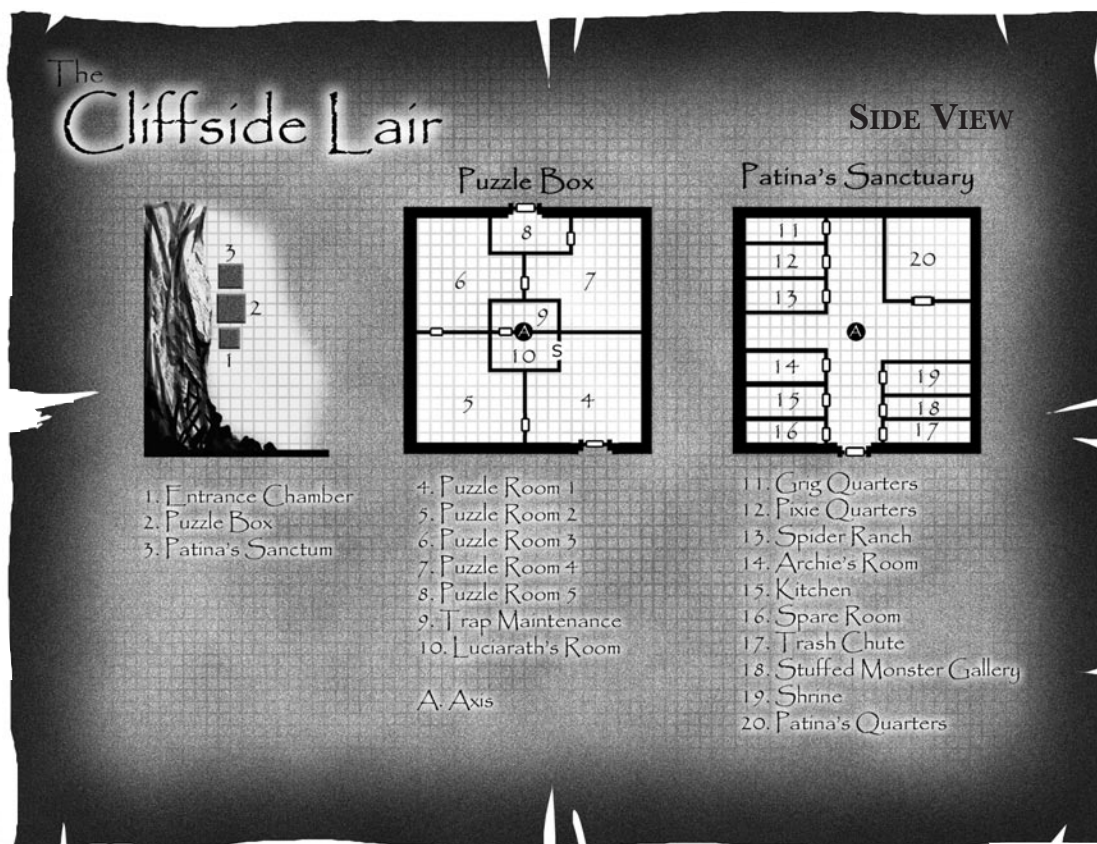 The
Cliffside Lair
SIDE VIEW
3
2
1
1. Entrance Chamber
2. Puzzle Box
3. Patina's Sanctum
Puzzle Box
8
6
7
9
A
10
S
5
4
4. Puzzle Room 1
5. Puzzle Room 2
6. Puzzle Room 3
7. Puzzle Room 4
8. Puzzle Room 5
9. Trap Maintenance
10. Luciarath's Room
A. Axis
Patina's Sanctuary
11
12
20
13
A
14
19
15
18
16
17
11. Grig Quarters
12. Pixie Quarters
13. Spider Ranch
14. Archie's Room
15. Kitchen
16. Spare Room
17. Trash Chute
18. Stuffed Monster Gallery
19. Shrine
20. Patina's Quarters